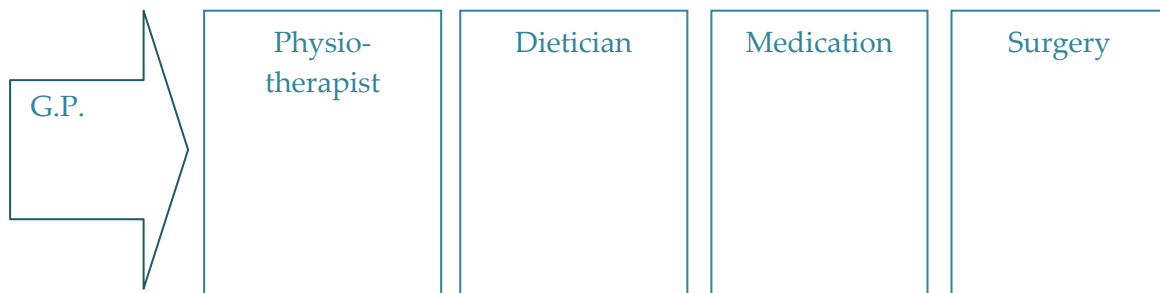 G.P.
Physio-
therapist
Dietician
Medication
Surgery